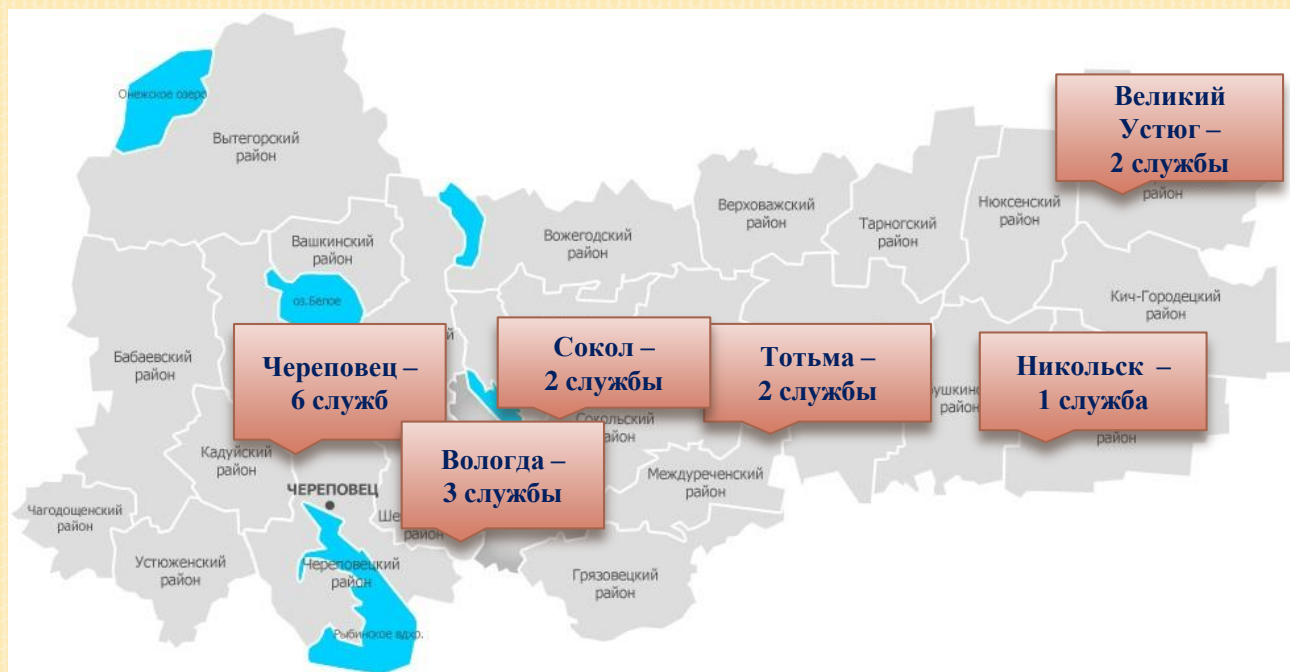 Онежское озеро
Вытегорский
район
Великий
Устюг –
2 службы
район
Нюксенский
район
Верховажский
район
Тарногский
район
Вашкинский
район
Вожегодский
район
оз.Белое
Кич-Городецкий
район
Бабаевский
район
Череповец –
6 служб
Сокол –
2 службы
Тотьма –
2 службы
Никольск –
1 служба
район
район
Сокольский
район
Кадуйский
район
Вологда –
3 службы
Междуреченский
район
ЧЕРЕПОВЕЦ
Чагодощенский
район
район
Устюженский
район
Череповецкий
район
Грязовецкий
район
Рыбинское вдхр.